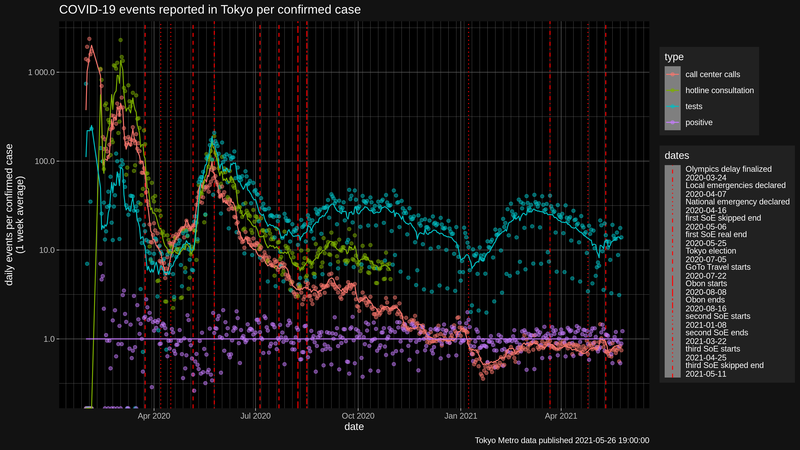 COVID-19 events reported in Tokyo per confirmed case
daily events per confirmed case
(1 week average)
1 000.0
100.0
10.0
1.0
Apr 2020
Jul 2020
Oct 2020
Jan 2021
Apr 2021
date
Tokyo Metro data published 2021-05-26 19:00:00
type
call center calls
hotline consultation
tests
positive
dates
Olympics delay finalized
2020-03-24
Local emergencies declared
2020-04-07
National emergency declared
2020-04-16
first SoE skipped end
2020-05-06
first SoE real end
2020-05-25
Tokyo election
2020-07-05
GoTo Travel starts
2020-07-22
Obon starts
2020-08-08
Obon ends
2020-08-16
second SoE starts
2021-01-08
second SoE ends
2021-03-22
third SoE starts
2021-04-25
third SoE skipped end
2021-05-11